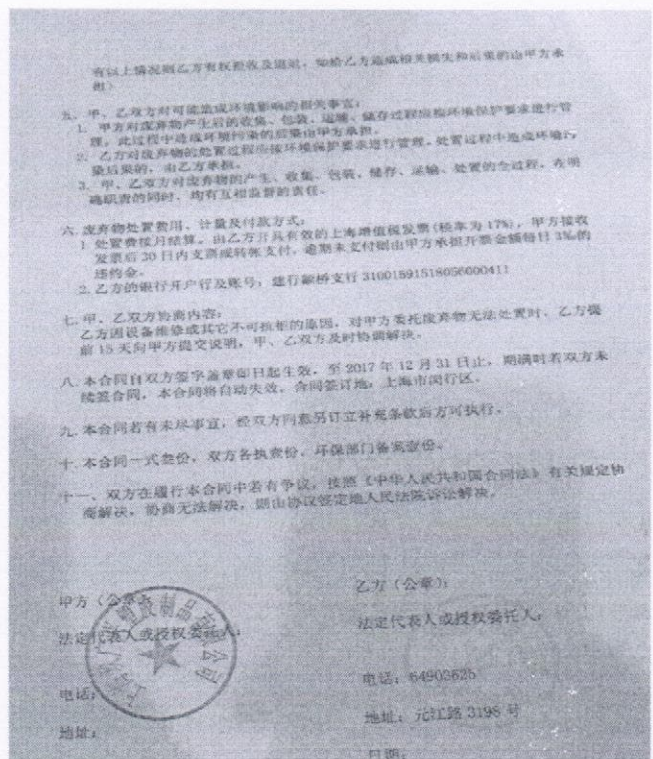 有以上情况则乙方有权拒收及退运，如给乙方造成相关损失和后果的由甲方承
担）
五、甲、乙双方对可能造成环境影响的相关事宜：
1. 甲方对废弃物产生后的收集、包装、运输、储存过程应按环境保护要求进行管
理，此过程中造成环境污染的后果由甲方承担。
2. 乙方对废弃物的处置过程应按环境保护要求进行管理，处置过程中造成环境污
染后果的，由乙方承担。
3. 甲、乙双方对废弃物的产生、收集、包装、储存、运输、处置的全过程，在明
确职责的同时，均有互相监督的责任。
六、废弃物处置费用、计量及付款方式：
1 处置费按月结算。由乙方开具有效的上海增值税发票(税率为 17%)，甲方接收
发票后 30 日内支票或转帐支付，逾期未支付则由甲方承担开票金额每日 3‰的
违约金。
2. 乙方的银行开户行及账号：建行颛桥支行 31001591518056000411
七、甲、乙双方协商内容：
乙方因设备维修或其它不可抗拒的原因，对甲方委托废弃物无法处置时、乙方提
前 15 天向甲方提交说明，甲、乙双方及时协调解决。
八、本合同自双方签字盖章即日起生效，至 2017 年 12 月 31 日止，期满时若双方未
续签合同，本合同将自动失效。合同签订地：上海市闵行区。
九、本合同若有未尽事宜，经双方同意另订立补充条款后方可执行。
十、本合同一式叁份，双方各执壹份，环保部门备案壹份。
十一、双方在履行本合同中若有争议，按照《中华人民共和国合同法》有关规定协
商解决，协商无法解决，则由协议签定地人民法院诉讼解决。
甲方（公章）
乙方（公章）：
法定代表人或授权委托人：
法定代表人或授权委托人：
电话：
电话：64903625
地址：
地址：元江路 3198 号
日期：
塑胶制品有限公司